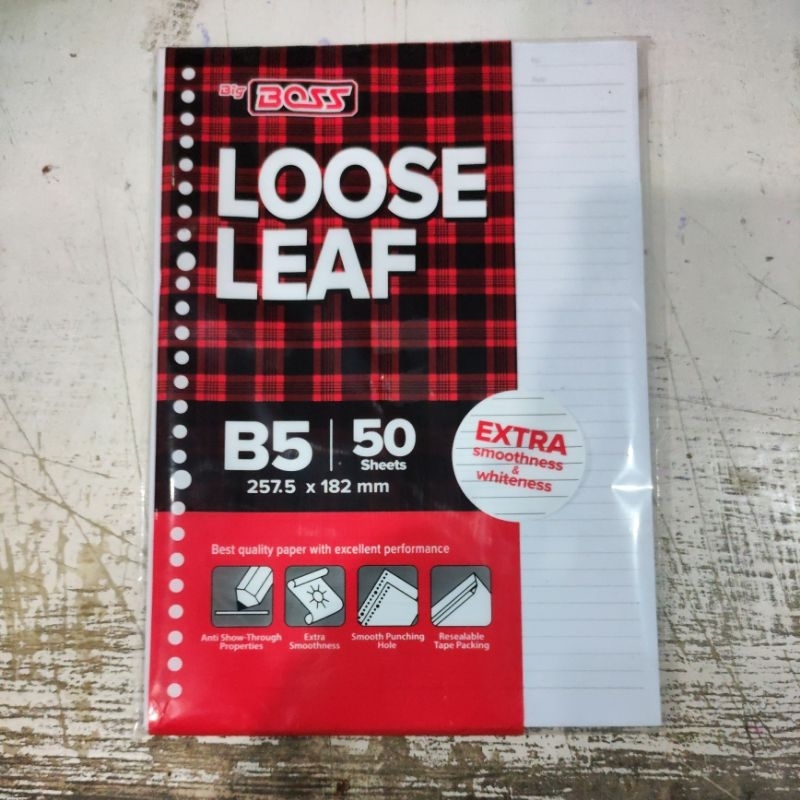 Big BOSS
LOOSE
LEAF
B5 | 50
Sheets
257.5 x 182 mm
EXTRA
smoothness
&
whiteness
Best quality paper with excellent performance
Anti Show-Through
Properties
Extra
Smoothness
Smooth Punching
Hole
Resealable
Tape Packing